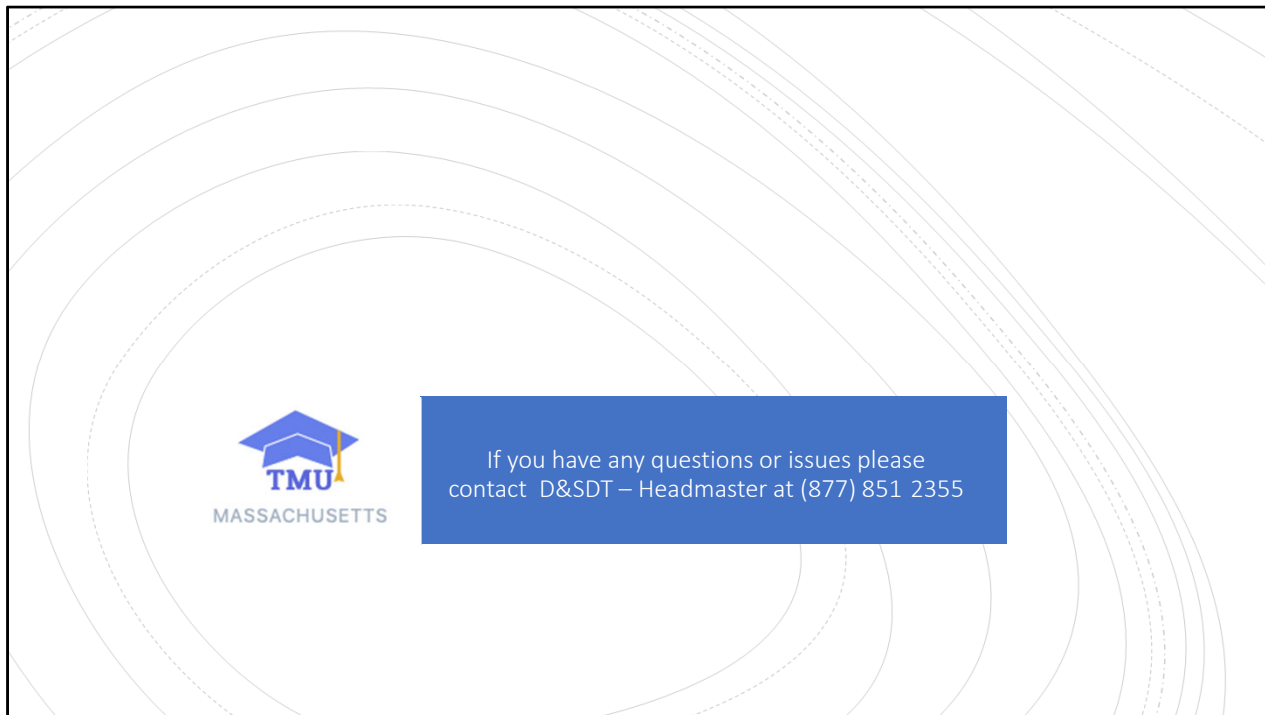 TMU
MASSACHUSETTS
If you have any questions or issues please
contact D&SDT – Headmaster at (877) 851 2355